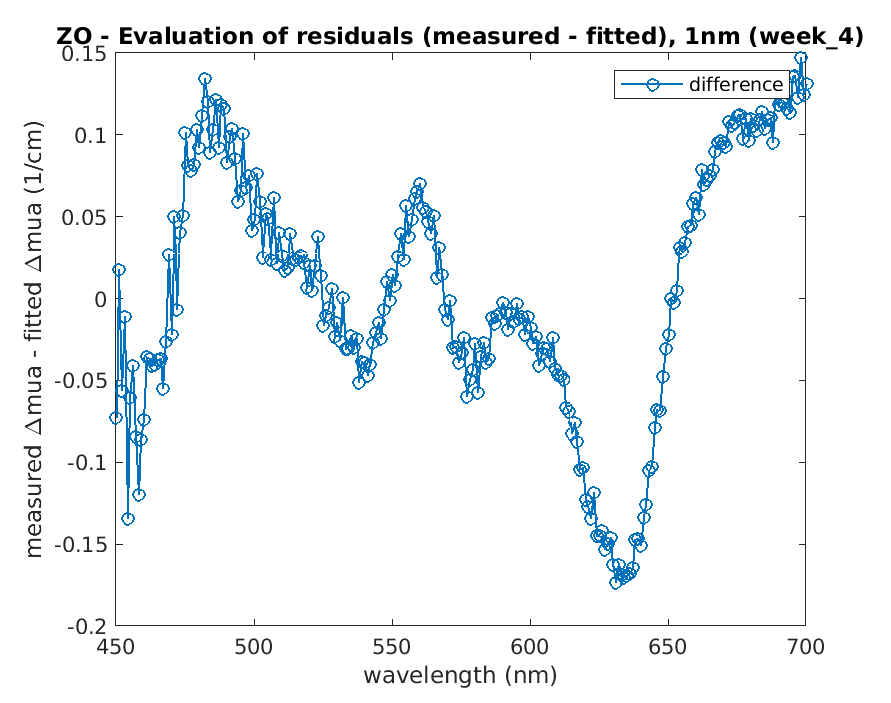 ZO - Evaluation of residuals (measured - fitted), 1nm (week_4)
difference
measured Δmua - fitted Δmua (1/cm)
0.15
0.1
0.05
0
-0.05
-0.1
-0.15
-0.2
450 500 550 600 650 700
wavelength (nm)